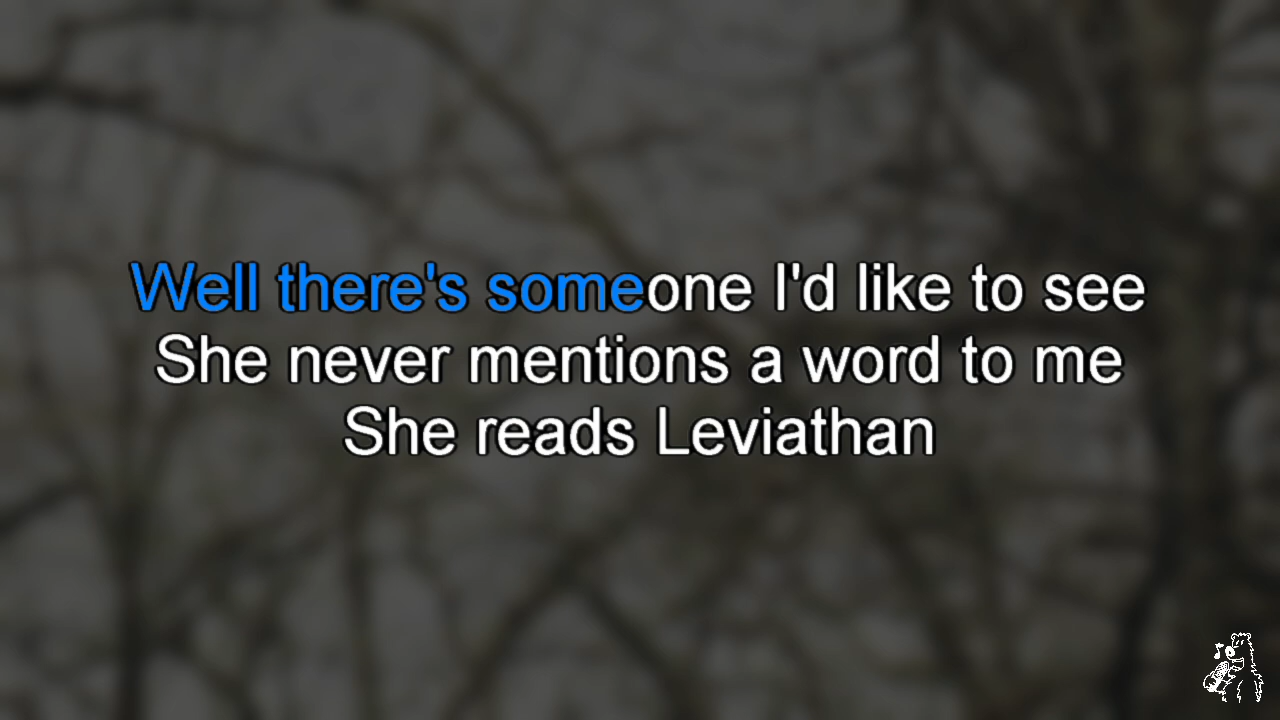 Well there's someone I'd like to see
She never mentions a word to me
She reads Leviathan